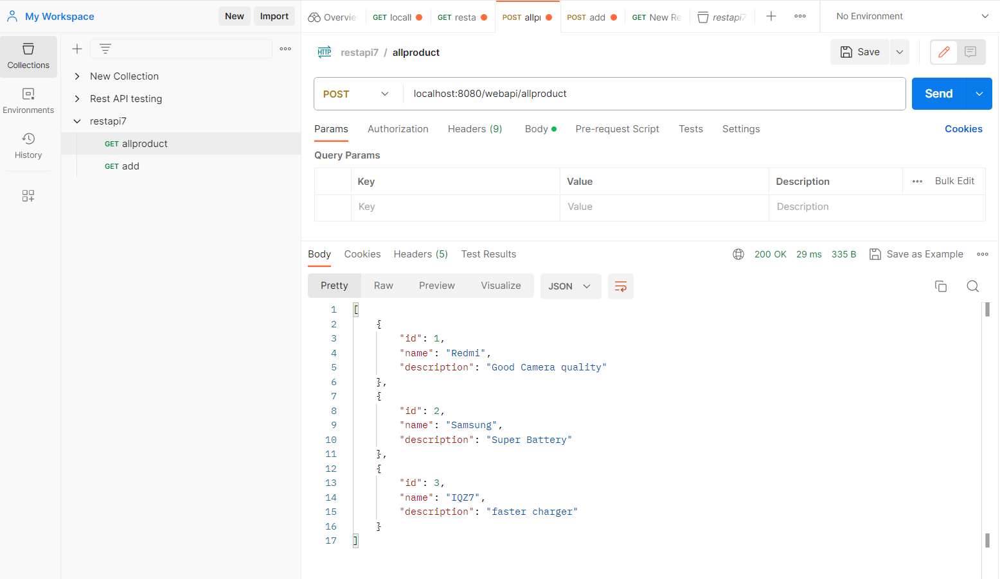 My Workspace
New
Import
Overvie
GET locall
GET resta
POST allpr
POST add
GET New Re
restapi7
No Environment
Collections
Environments
History
New Collection
Rest API testing
restapi7
GET allproduct
GET add
HTTP restapi7 / allproduct
Save
POST localhost:8080/webapi/allproduct
Send
Params Authorization Headers (9) Body Pre-request Script Tests Settings Cookies
Query Params
Key Value Description Bulk Edit
Key Value Description
Body Cookies Headers (5) Test Results 200 OK 29 ms 335 B Save as Example
Pretty Raw Preview Visualize JSON
1 [
2 {
3 "id": 1,
4 "name": "Redmi",
5 "description": "Good Camera quality"
6 },
7 {
8 "id": 2,
9 "name": "Samsung",
10 "description": "Super Battery"
11 },
12 {
13 "id": 3,
14 "name": "IQZ7",
15 "description": "faster charger"
16 }
17 ]